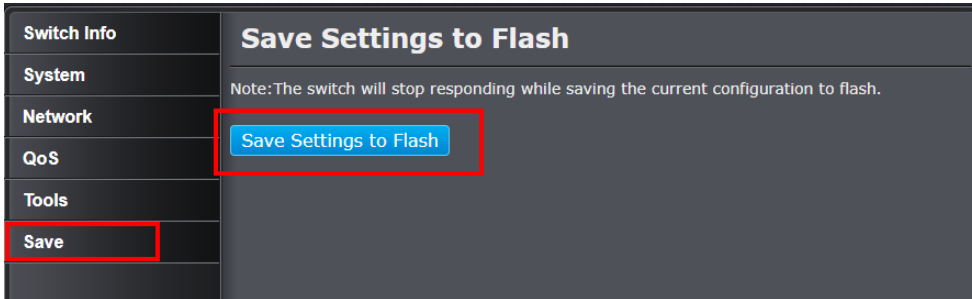 Switch Info
System
Network
QoS
Tools
Save
Save Settings to Flash
Note:The switch will stop responding while saving the current configuration to flash.
Save Settings to Flash